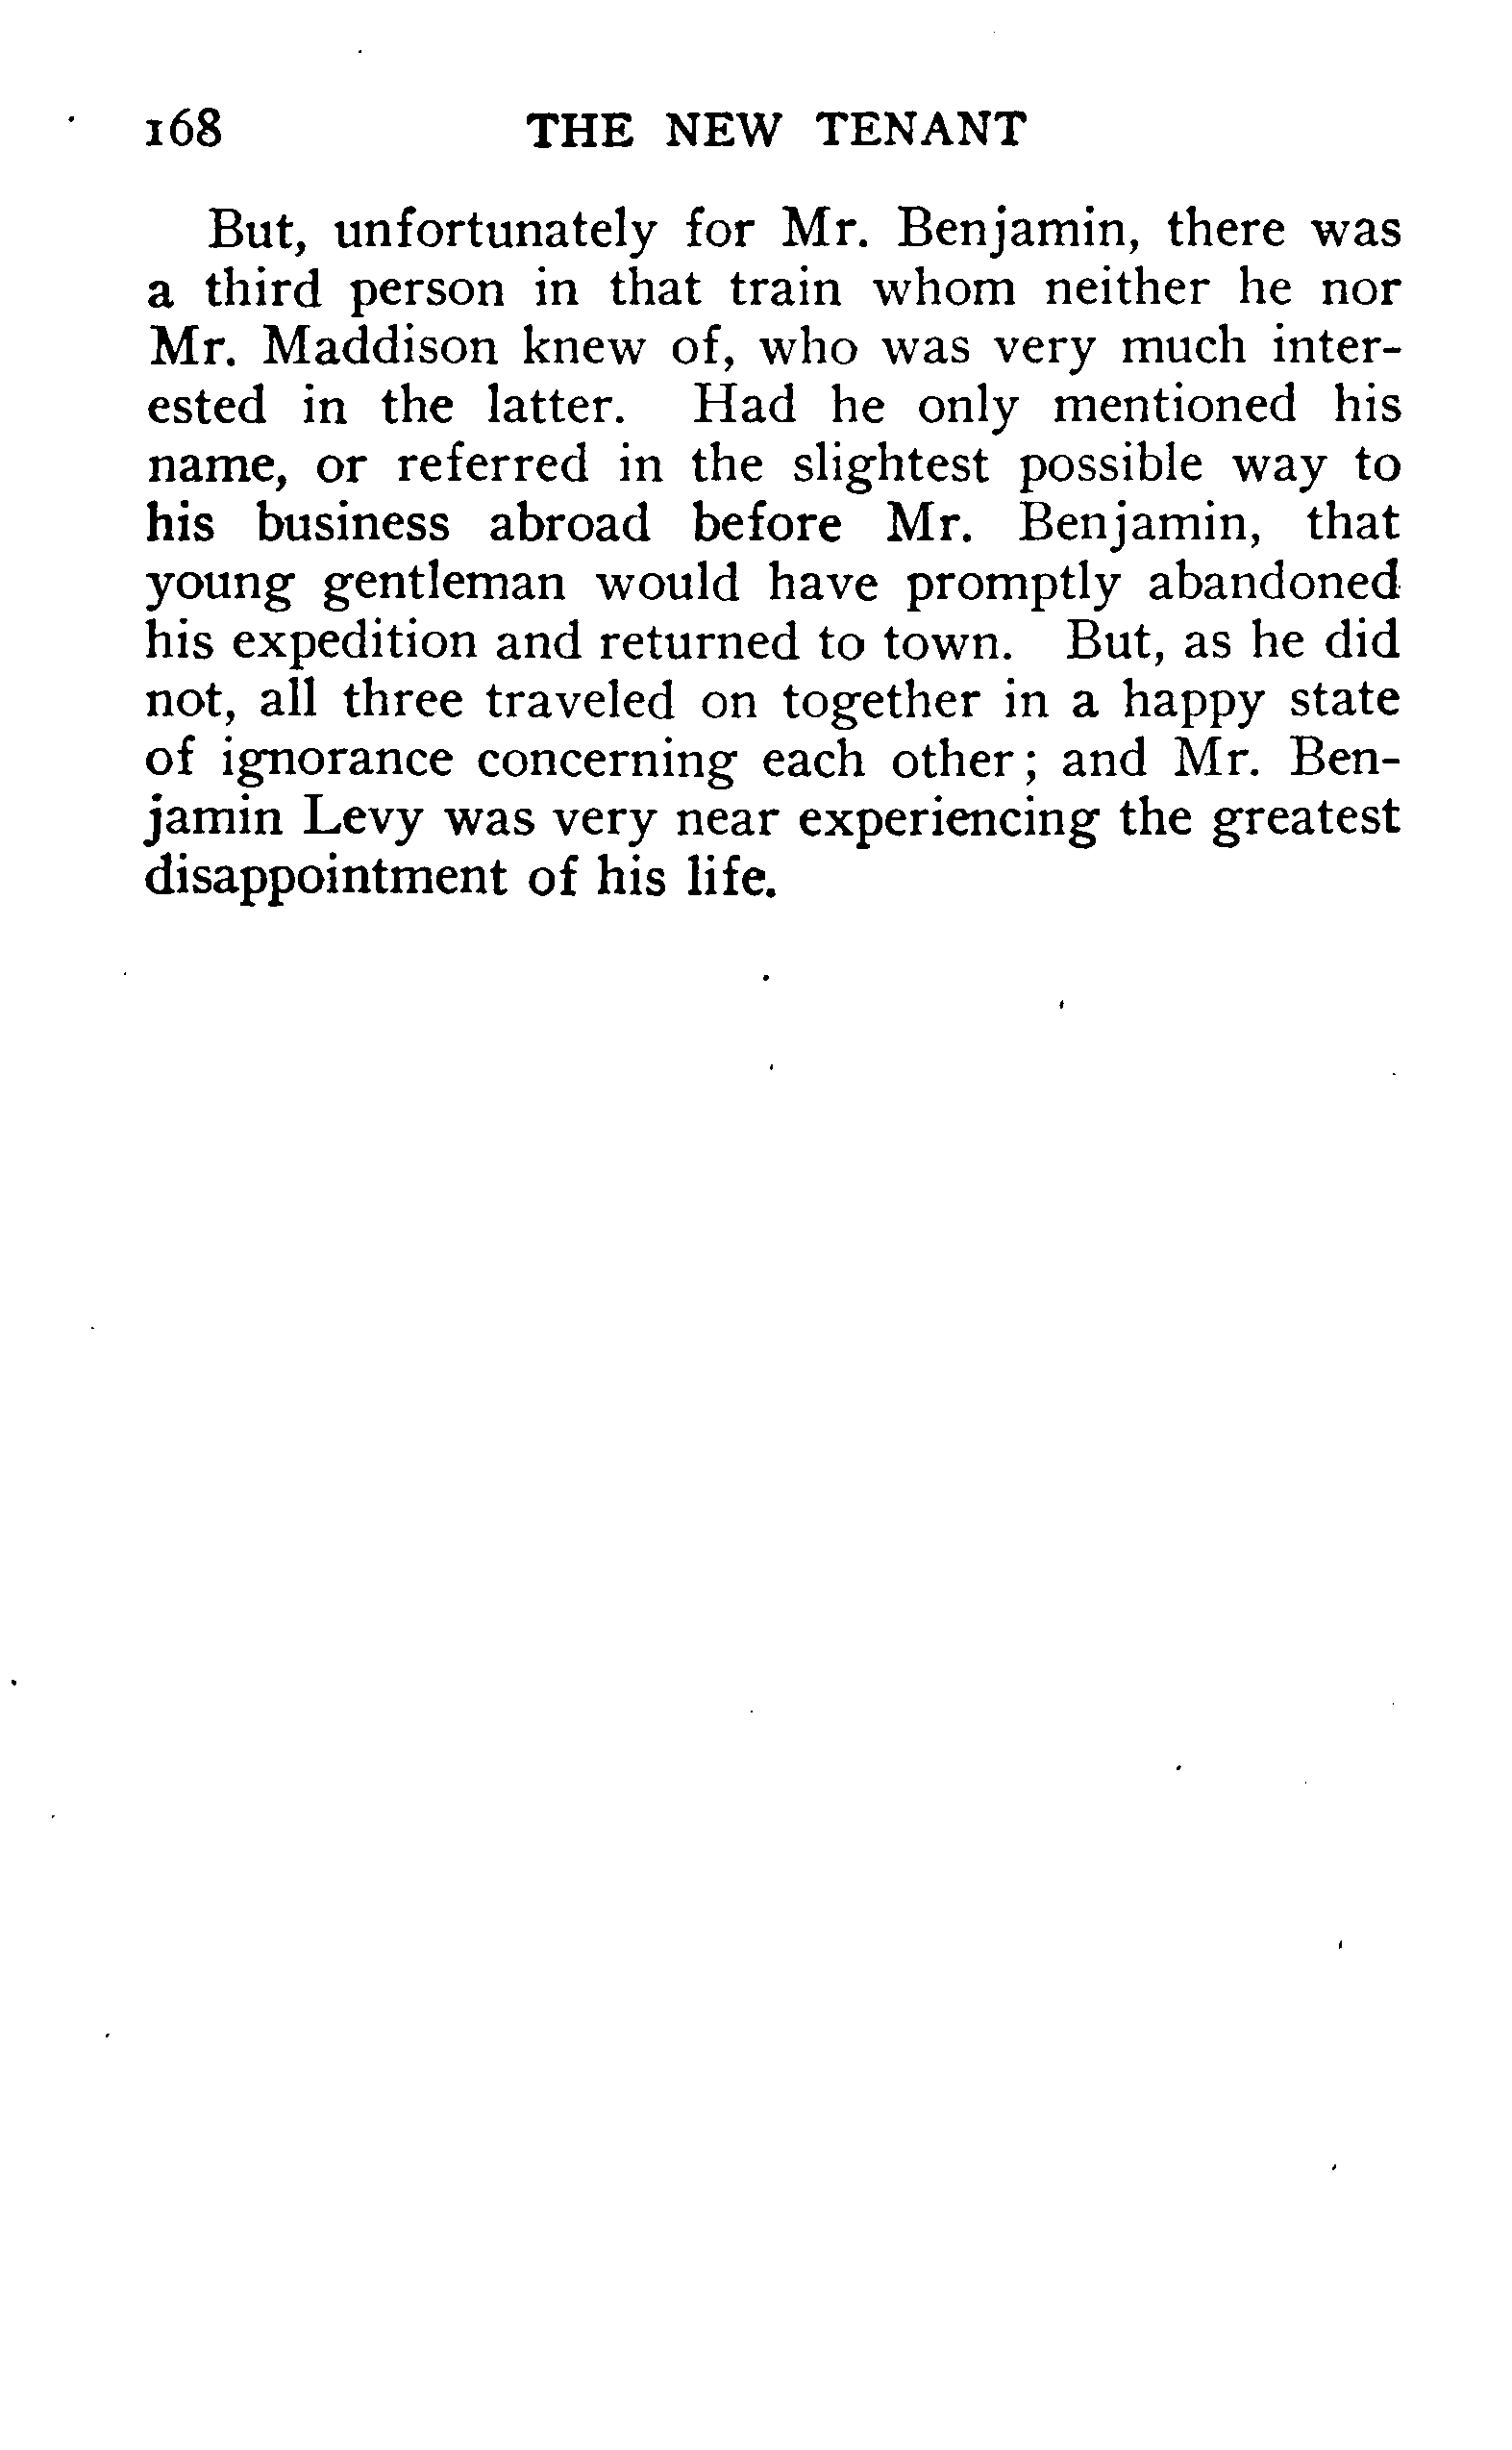 168 THE NEW TENANT
But, unfortunately for Mr. Benjamin, there was
a third person in that train whom neither he nor
Mr. Maddison knew of, who was very much inter-
ested in the latter. Had he only mentioned his
name, or referred in the slightest possible way to
his business abroad before Mr. Benjamin, that
young gentleman would have promptly abandoned
his expedition and returned to town. But, as he did
not, all three traveled on together in a happy state
of ignorance concerning each other; and Mr. Ben-
jamin Levy was very near experiencing the greatest
disappointment of his life.